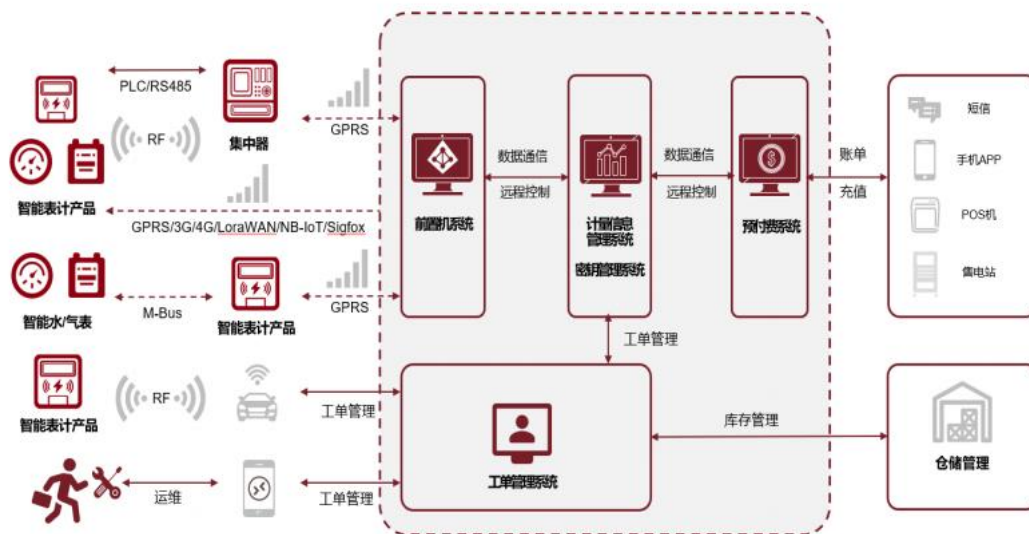 PLC/RS485
RF
集中器
GPRS
智能表计产品
GPRS/3G/4G/LoraWAN/NB-IoT/Sigfox
M-Bus
智能水/气表
智能表计产品
GPRS
智能表计产品
RF
工单管理
运维
工单管理
前置机系统
数据通信
远程控制
计量信息
管理系统
密钥管理系统
数据通信
远程控制
预付费系统
账单
充值
短信
手机APP
POS机
售电站
工单管理
工单管理系统
库存管理
仓储管理